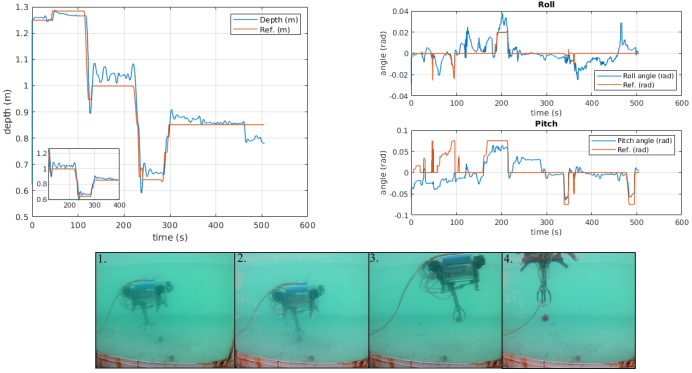 1.3
1.2
1.1
1
0.9
0.8
0.7
0.6
0.5
depth (m)
Depth (m)
Ref. (m)
1.2
1
0.8
0.6
100 200 300 400
0 100 200 300 400 500 600
time (s)
Roll
0.04
0.02
0
-0.02
-0.04
angle (rad)
Roll angle (rad)
Ref. (rad)
0 100 200 300 400 500 600
time (s)
Pitch
0.1
0.05
0
-0.05
-0.1
angle (rad)
Pitch angle (rad)
Ref. (rad)
0 100 200 300 400 500 600
time (s)
1. 2. 3. 4.